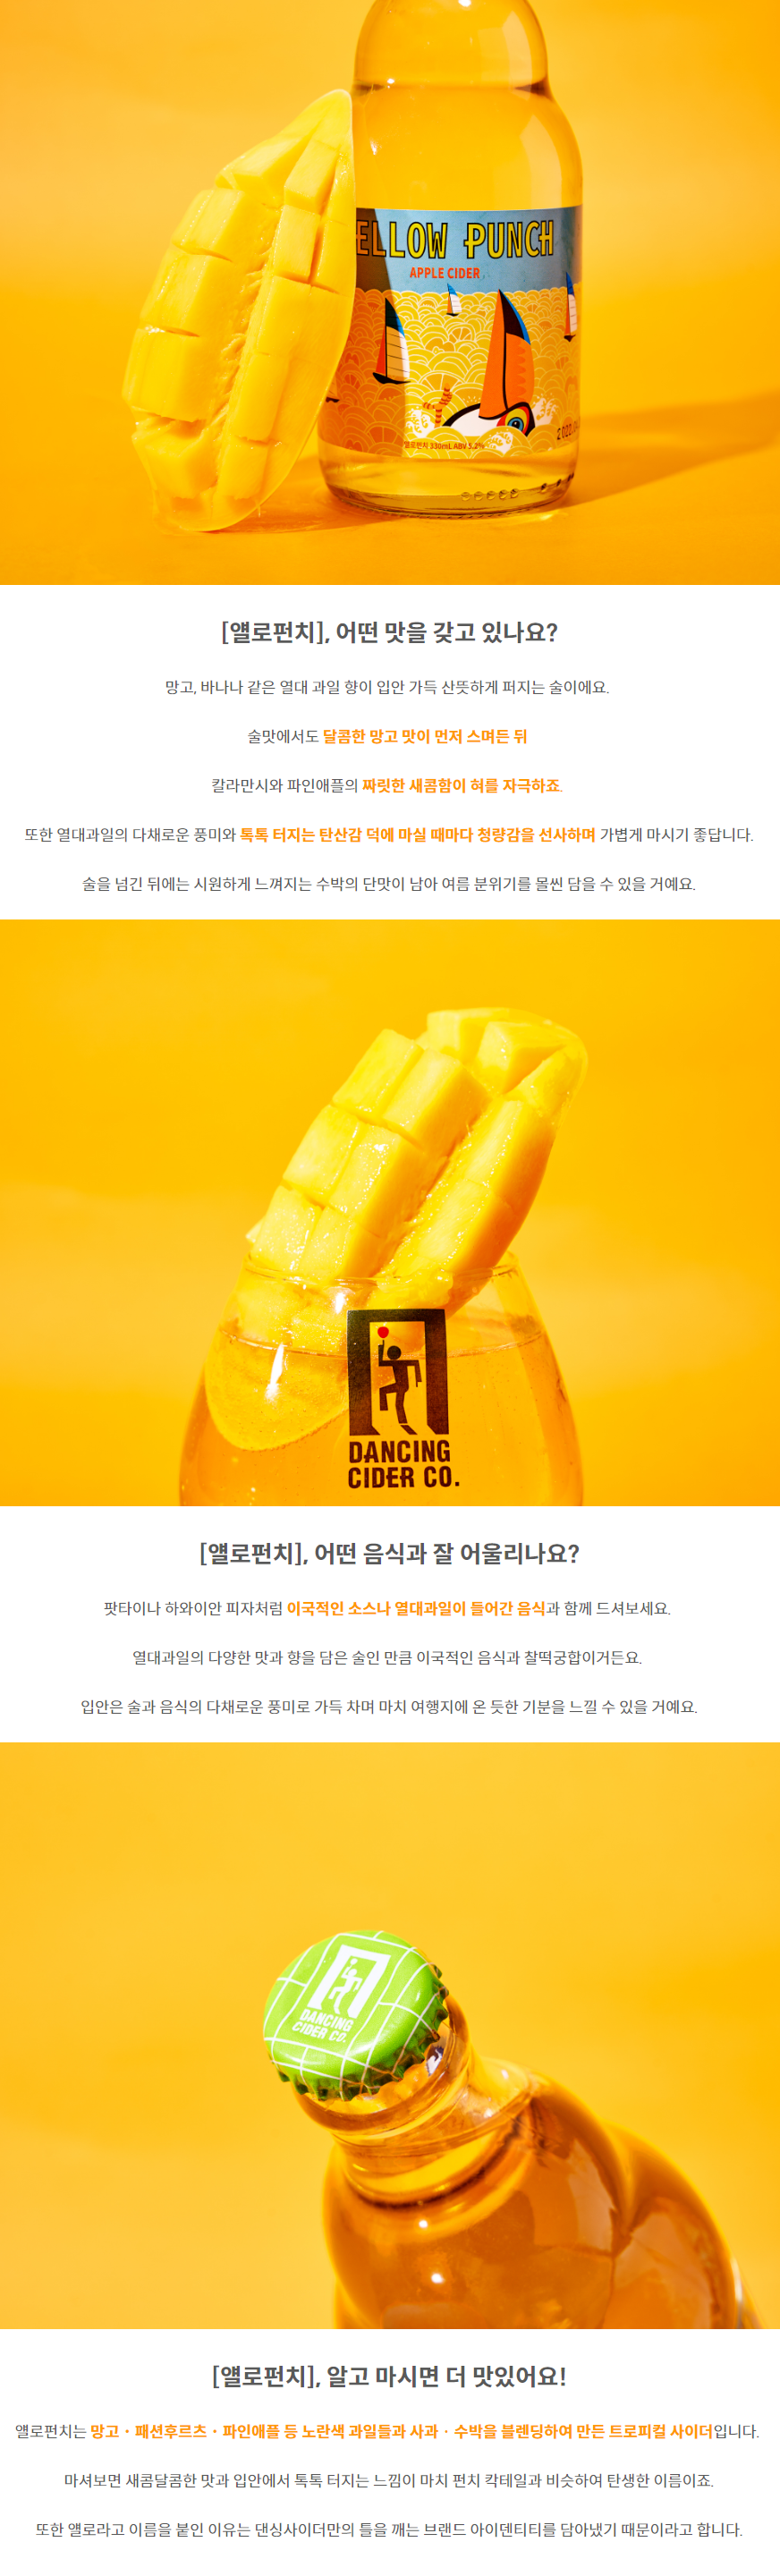 ELLOW PUNCH
APPLE CIDER
앨로펀치 330mL ABV 5.2%
[앨로펀치], 어떤 맛을 갖고 있나요?
망고, 바나나 같은 열대 과일 향이 입안 가득 산뜻하게 퍼지는 술이에요.
술맛에서도 달콤한 망고 맛이 먼저 스며든 뒤
칼라만시와 파인애플의 짜릿한 새콤함이 혀를 자극하죠.
또한 열대과일의 다채로운 풍미와 톡톡 터지는 탄산감 덕에 마실 때마다 청량감을 선사하며 가볍게 마시기 좋답니다.
술을 넘긴 뒤에는 시원하게 느껴지는 수박의 단맛이 남아 여름 분위기를 물씬 담을 수 있을 거예요.
DANCING
CIDER CO.
[앨로펀치], 어떤 음식과 잘 어울리나요?
팟타이나 하와이안 피자처럼 이국적인 소스나 열대과일이 들어간 음식과 함께 드셔보세요.
열대과일의 다양한 맛과 향을 담은 술인 만큼 이국적인 음식과 찰떡궁합이거든요.
입안은 술과 음식의 다채로운 풍미로 가득 차며 마치 여행지에 온 듯한 기분을 느낄 수 있을 거예요.
DANCING
CIDER CO.
[앨로펀치], 알고 마시면 더 맛있어요!
앨로펀치는 망고・패션후르츠・파인애플 등 노란색 과일들과 사과 · 수박을 블렌딩하여 만든 트로피컬 사이더입니다.
마셔보면 새콤달콤한 맛과 입안에서 톡톡 터지는 느낌이 마치 펀치 칵테일과 비슷하여 탄생한 이름이죠.
또한 앨로라고 이름을 붙인 이유는 댄싱사이더만의 틀을 깨는 브랜드 아이덴티티를 담아냈기 때문이라고 합니다.